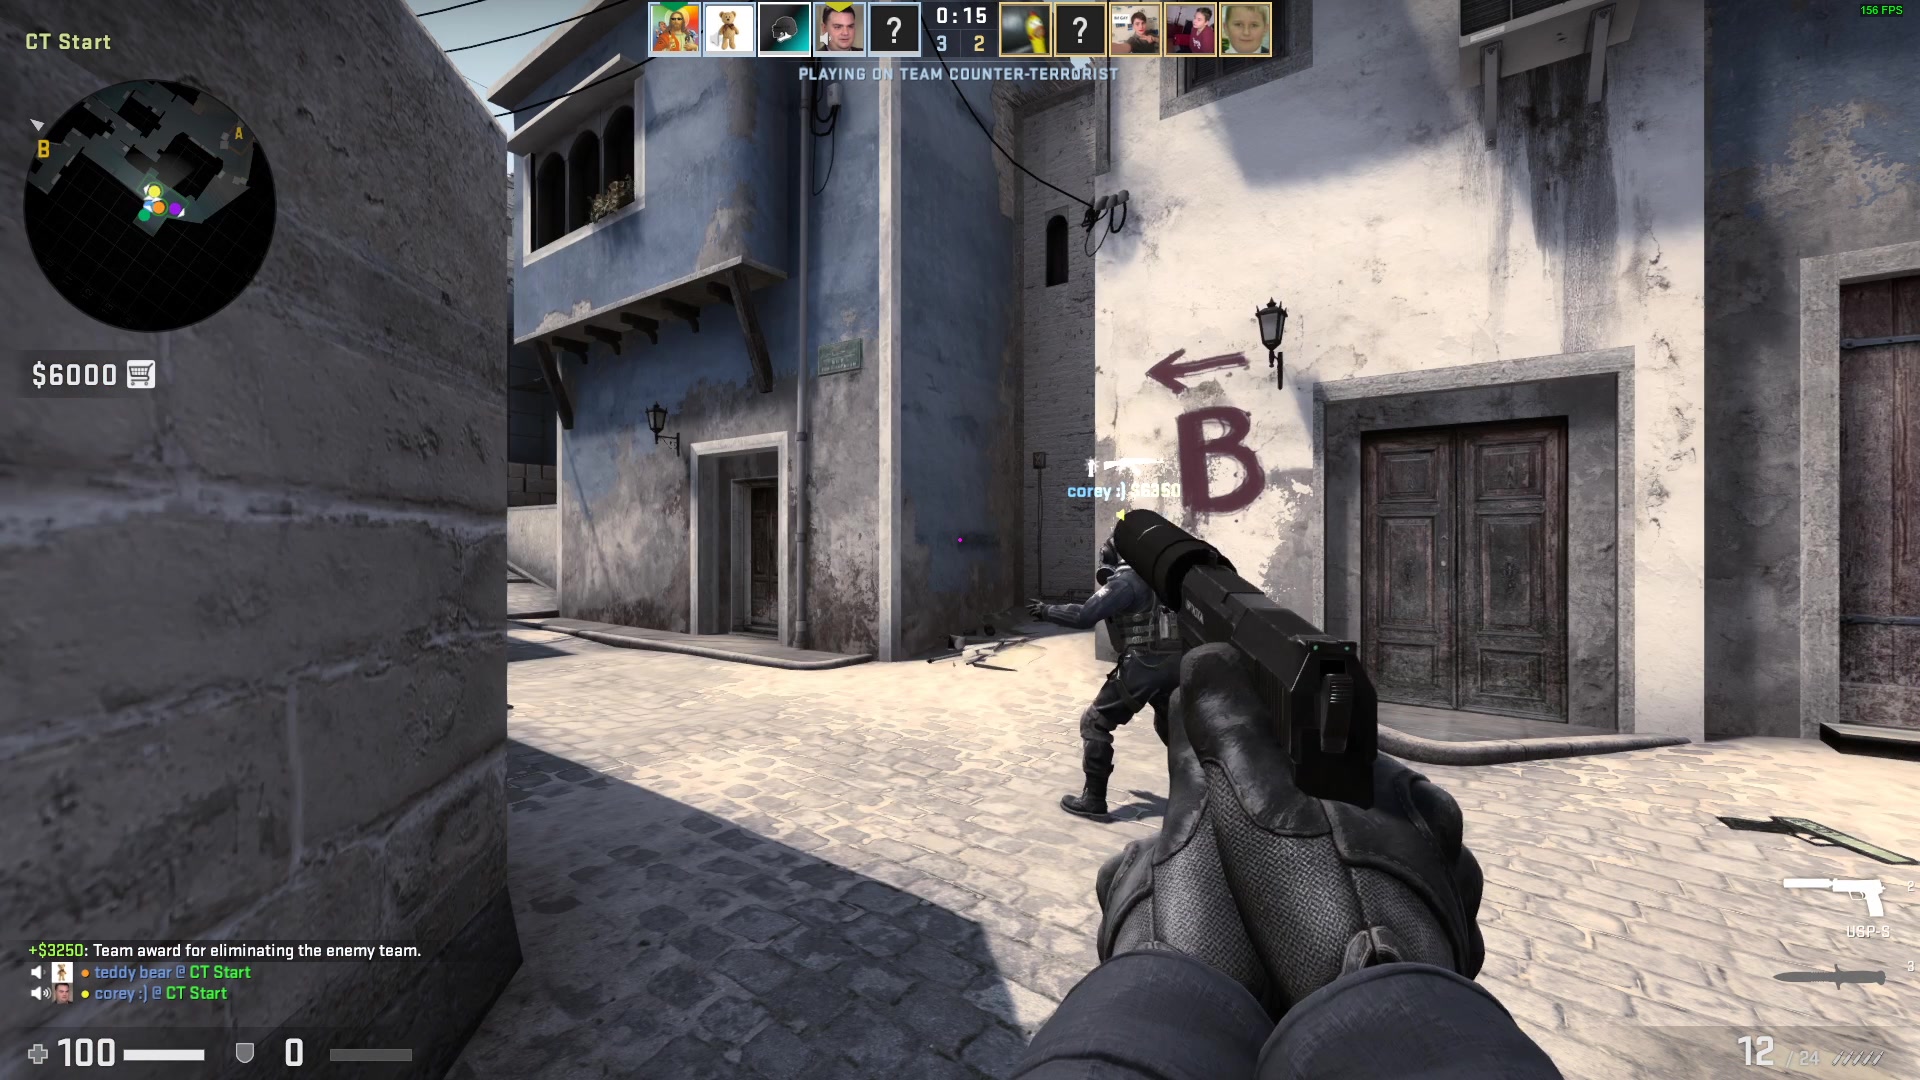 156 FPS
CT Start
? 0:15 ?
3 2
PLAYING ON TEAM COUNTER-TERRORIST
A
B
$6000
B
corey :) $6350
+$3250: Team award for eliminating the enemy team.
teddy bear @ CT Start
corey :) @ CT Start
2
USP-S
3
100 0
12 / 24